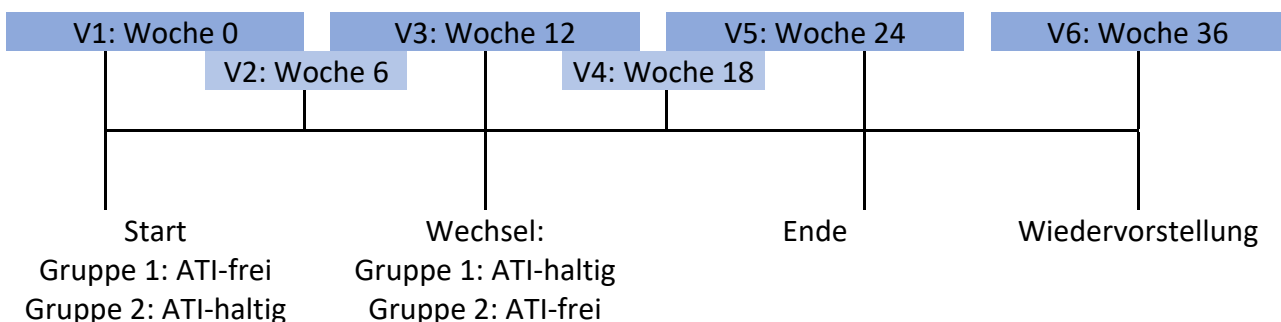 V1: Woche 0
V3: Woche 12
V5: Woche 24
V6: Woche 36
V2: Woche 6
V4: Woche 18
Start
Gruppe 1: ATI-frei
Gruppe 2: ATI-haltig
Wechsel:
Gruppe 1: ATI-haltig
Gruppe 2: ATI-frei
Ende
Wiedervorstellung